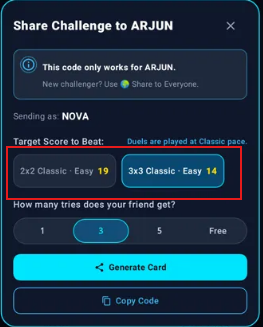 Share Challenge to ARJUN
This code only works for ARJUN.
New challenger? Use 🌍 Share to Everyone.
Sending as: NOVA
Target Score to Beat: Duels are played at Classic pace.
2x2 Classic · Easy 19 3x3 Classic · Easy 14
How many tries does your friend get?
1 3 5 Free
Generate Card
Copy Code